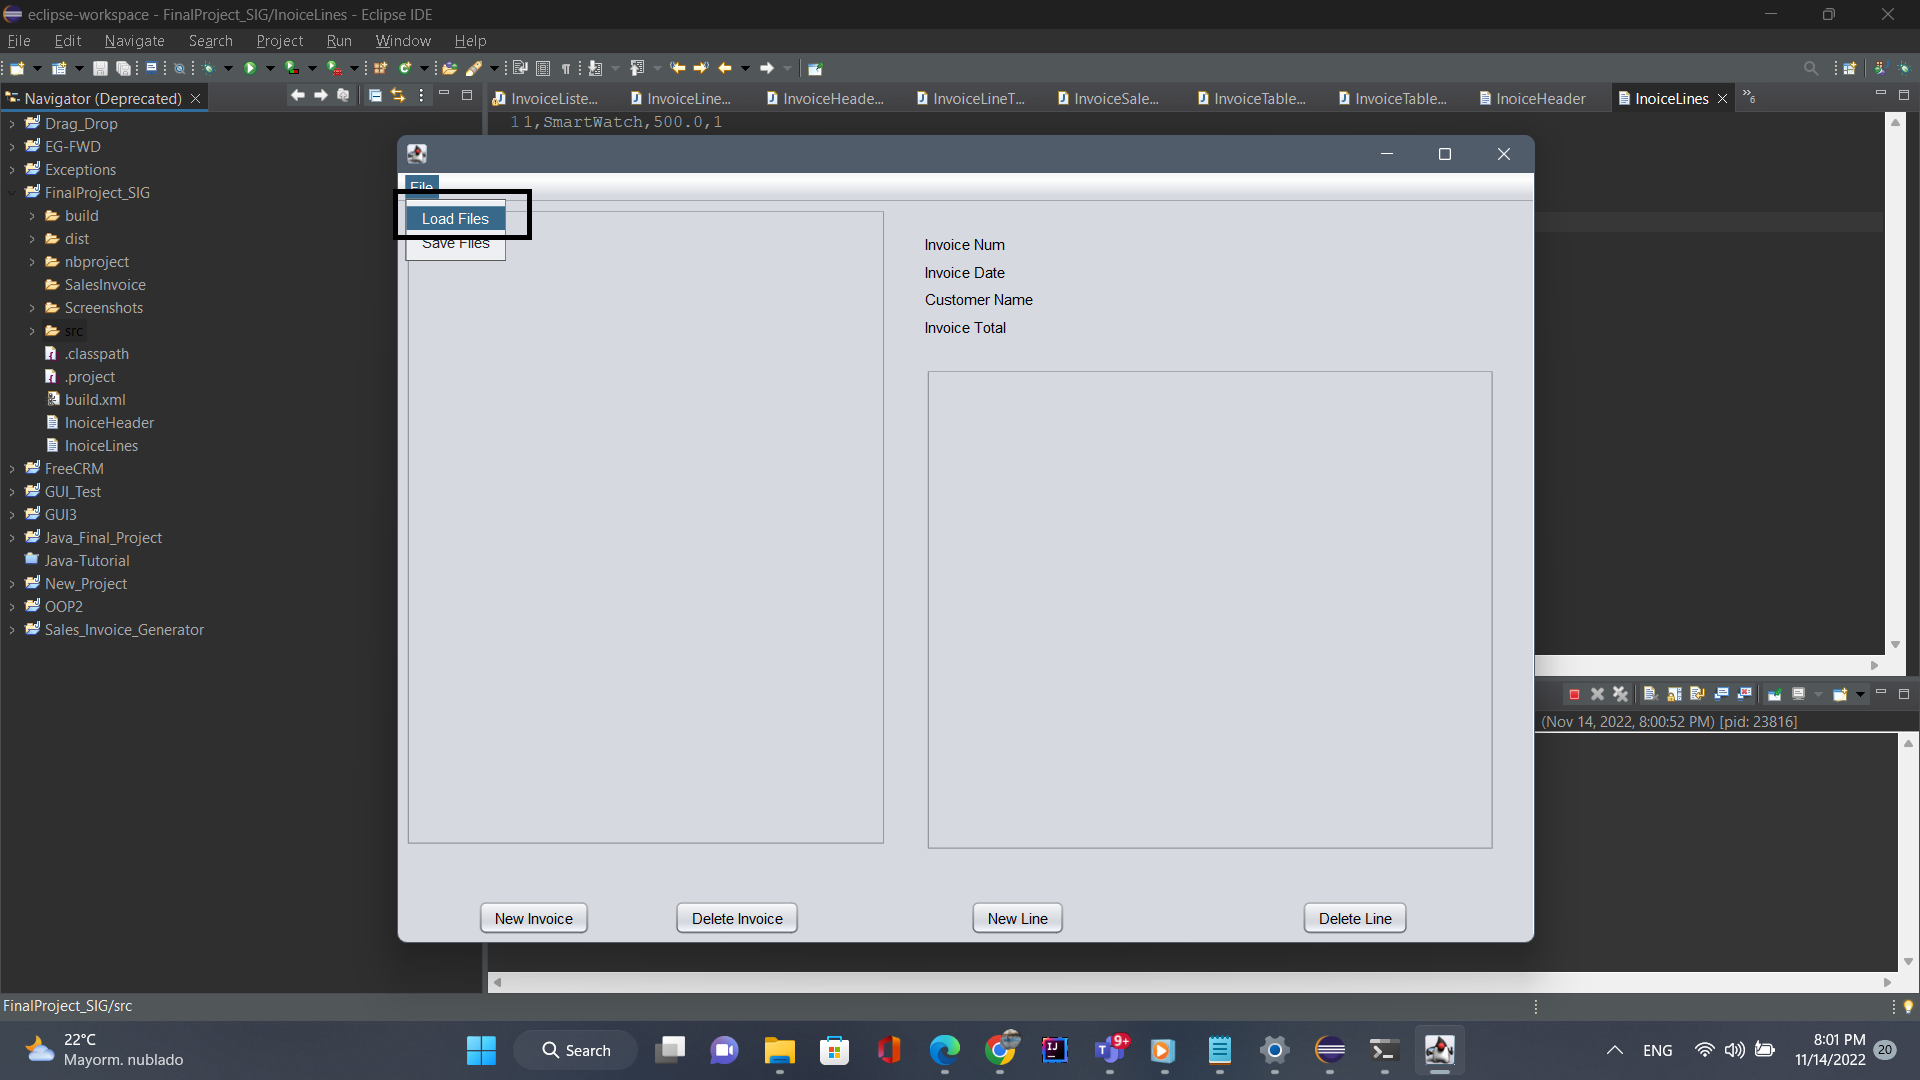 eclipse-workspace - FinalProject_SIG/InoiceLines - Eclipse IDE
File Edit Navigate Search Project Run Window Help
Navigator (Deprecated)
InvoiceListe... InvoiceLine... InvoiceHeade... InvoiceLineT... InvoiceSale... InvoiceTable... InvoiceTable... InoiceHeader InoiceLines »6
1 1,SmartWatch,500.0,1
Drag_Drop
EG-FWD
Exceptions
FinalProject_SIG
build
dist
nbproject
SalesInvoice
Screenshots
src
.classpath
.project
build.xml
InoiceHeader
InoiceLines
FreeCRM
GUI_Test
GUI3
Java_Final_Project
Java-Tutorial
New_Project
OOP2
Sales_Invoice_Generator
File
Load Files
Save Files
Invoice Num
Invoice Date
Customer Name
Invoice Total
New Invoice Delete Invoice New Line Delete Line
(Nov 14, 2022, 8:00:52 PM) [pid: 23816]
FinalProject_SIG/src
22°C
Mayorm. nublado
Search
IJ
9+
ENG
8:01 PM
11/14/2022
20